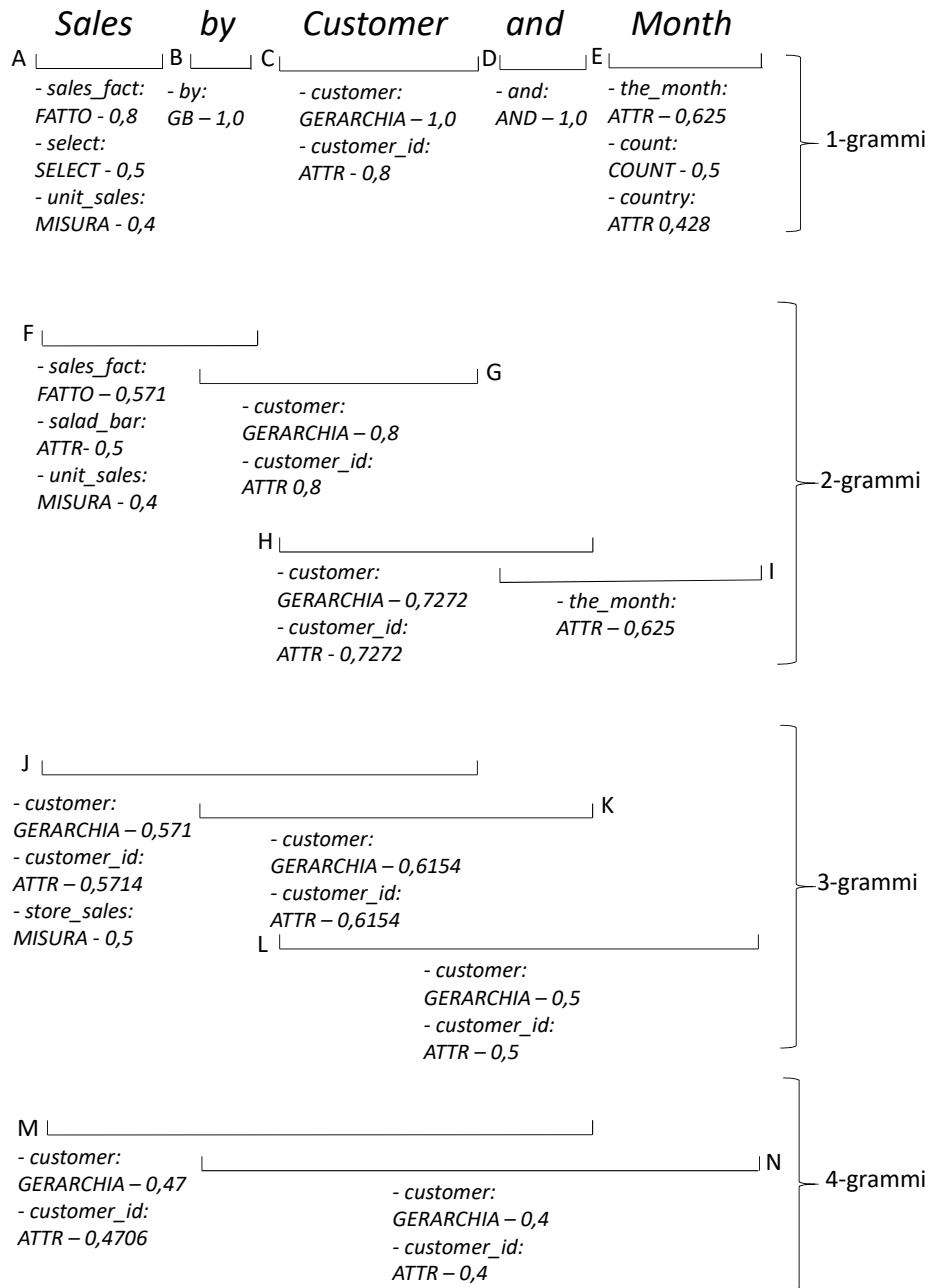 Sales by Customer and Month
A B C D E
- sales_fact:
FATTO - 0,8
- select:
SELECT - 0,5
- unit_sales:
MISURA - 0,4
- by:
GB – 1,0
- customer:
GERARCHIA – 1,0
- customer_id:
ATTR - 0,8
- and:
AND – 1,0
- the_month:
ATTR – 0,625
- count:
COUNT - 0,5
- country:
ATTR 0,428
1-grammi
F
- sales_fact:
FATTO – 0,571
- salad_bar:
ATTR- 0,5
- unit_sales:
MISURA - 0,4
G
- customer:
GERARCHIA – 0,8
- customer_id:
ATTR 0,8
2-grammi
H
- customer:
GERARCHIA – 0,7272
- customer_id:
ATTR - 0,7272
I
- the_month:
ATTR – 0,625
J
- customer:
GERARCHIA – 0,571
- customer_id:
ATTR – 0,5714
- store_sales:
MISURA - 0,5
K
- customer:
GERARCHIA – 0,6154
- customer_id:
ATTR – 0,6154
3-grammi
L
- customer:
GERARCHIA – 0,5
- customer_id:
ATTR – 0,5
M
- customer:
GERARCHIA – 0,47
- customer_id:
ATTR – 0,4706
N
- customer:
GERARCHIA – 0,4
- customer_id:
ATTR – 0,4
4-grammi